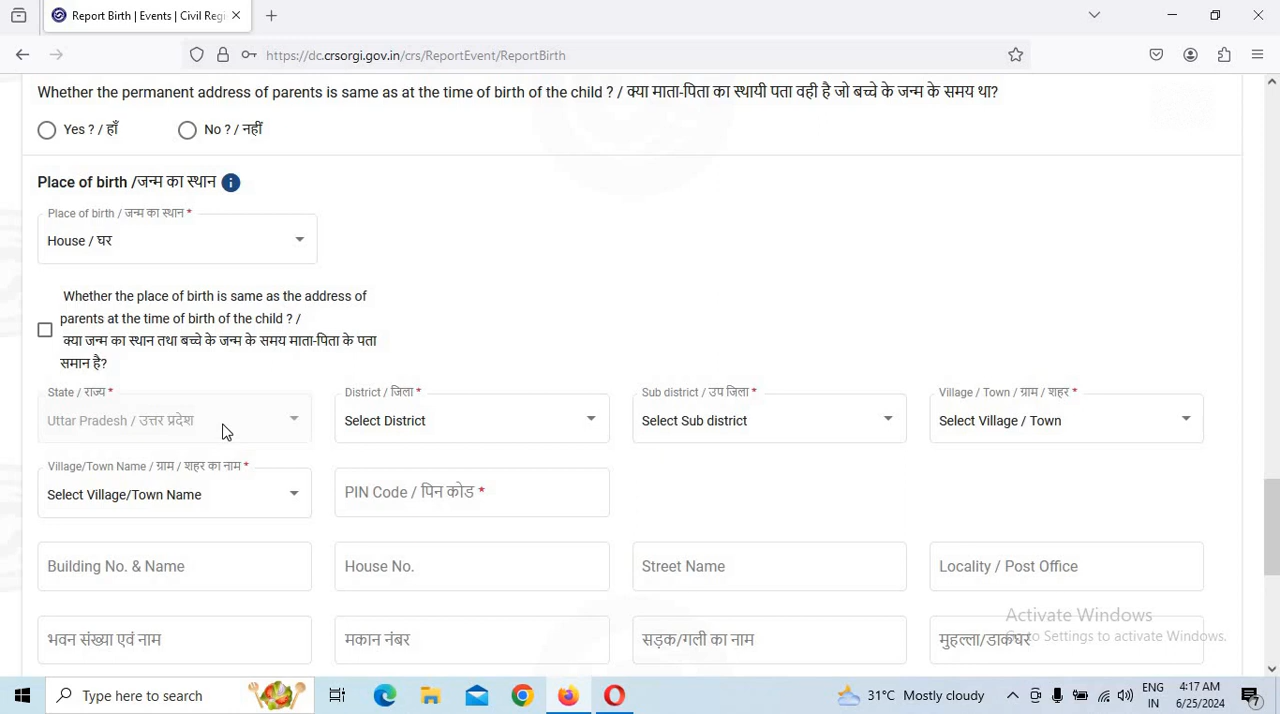 Report Birth | Events | Civil Regi
https://dc.crsorgi.gov.in/crs/ReportEvent/ReportBirth
Whether the permanent address of parents is same as at the time of birth of the child ? / क्या माता-पिता का स्थायी पता वही है जो बच्चे के जन्म के समय था?
Yes ? / हाँ No ? / नहीं
Place of birth /जन्म का स्थान i
Place of birth / जन्म का स्थान *
House / घर
Whether the place of birth is same as the address of
parents at the time of birth of the child ? /
क्या जन्म का स्थान तथा बच्चे के जन्म के समय माता-पिता के पता
समान है?
State / राज्य * District / जिला * Sub district / उप जिला * Village / Town / ग्राम / शहर *
Uttar Pradesh / उत्तर प्रदेश Select District Select Sub district Select Village / Town
Village/Town Name / ग्राम / शहर का नाम *
Select Village/Town Name PIN Code / पिन कोड *
Building No. & Name House No. Street Name Locality / Post Office
भवन संख्या एवं नाम मकान नंबर सड़क/गली का नाम मुहल्ला/डाकघर
Activate Windows
Go to Settings to activate Windows.
Type here to search 31°C Mostly cloudy ENG 4:17 AM
IN 6/25/2024 7